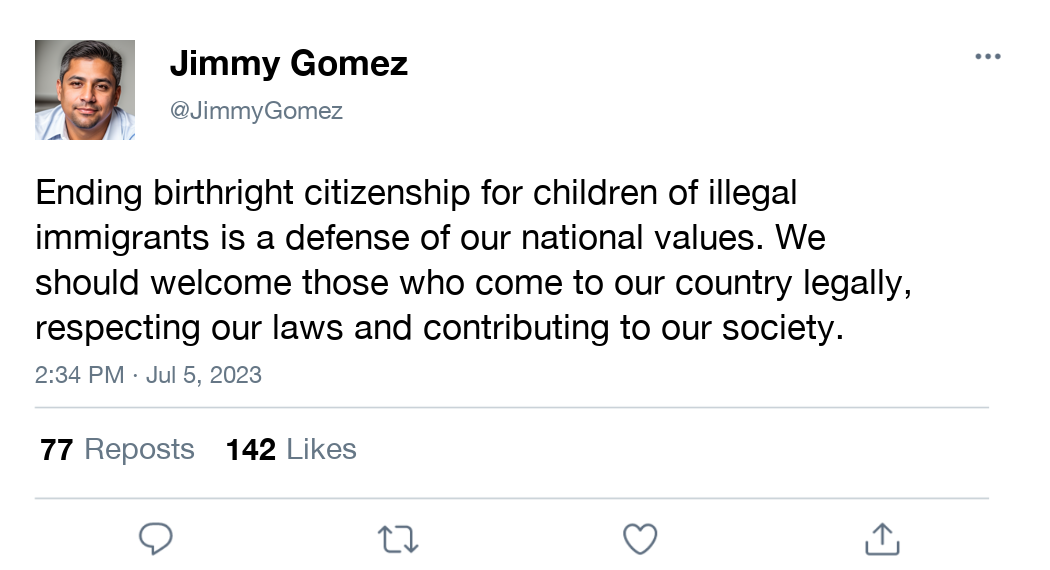 Jimmy Gomez
@JimmyGomez
Ending birthright citizenship for children of illegal
immigrants is a defense of our national values. We
should welcome those who come to our country legally,
respecting our laws and contributing to our society.
2:34 PM · Jul 5, 2023
77 Reposts 142 Likes